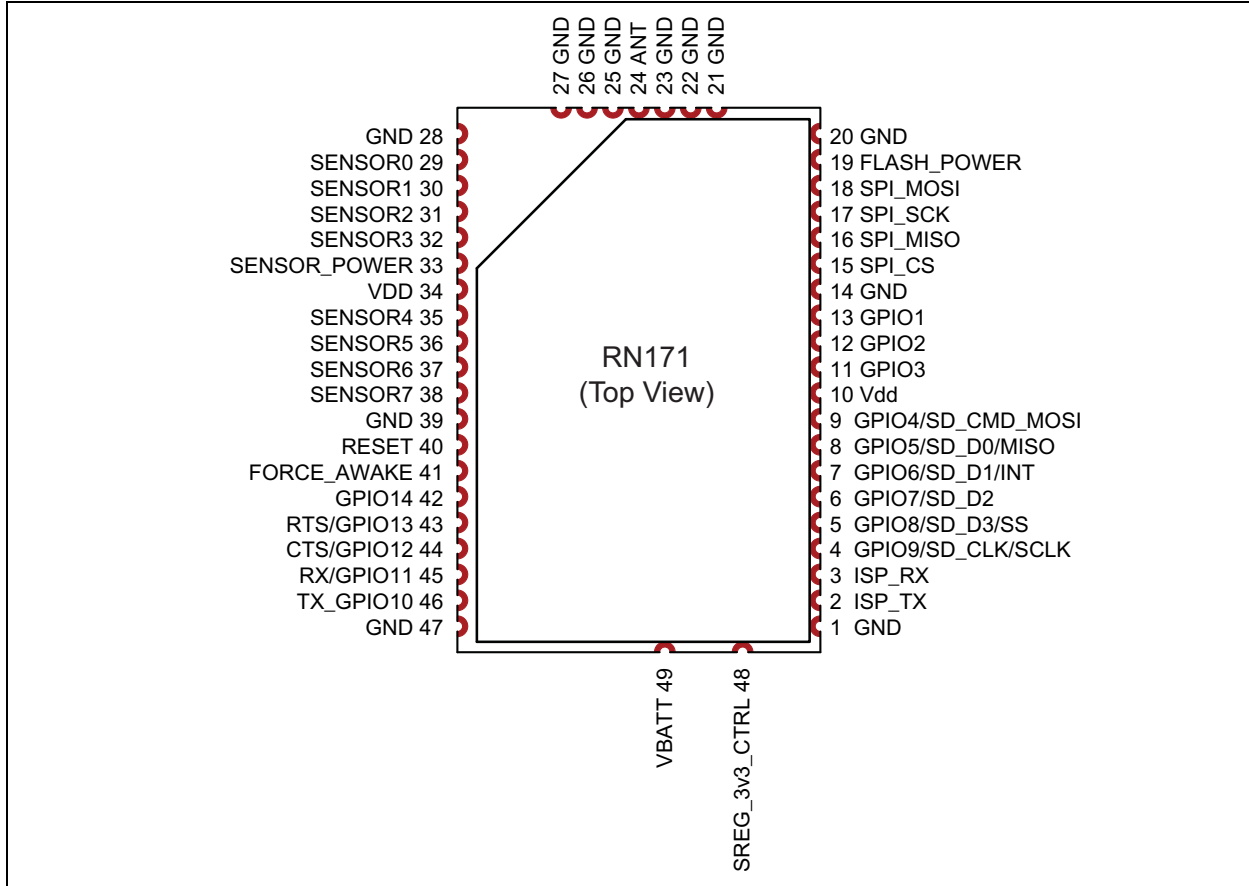 27 GND
26 GND
25 GND
24 ANT
23 GND
22 GND
21 GND
GND 28
SENSOR0 29
SENSOR1 30
SENSOR2 31
SENSOR3 32
SENSOR_POWER 33
VDD 34
SENSOR4 35
SENSOR5 36
SENSOR6 37
SENSOR7 38
GND 39
RESET 40
FORCE_AWAKE 41
GPIO14 42
RTS/GPIO13 43
CTS/GPIO12 44
RX/GPIO11 45
TX_GPIO10 46
GND 47
RN171
(Top View)
20 GND
19 FLASH_POWER
18 SPI_MOSI
17 SPI_SCK
16 SPI_MISO
15 SPI_CS
14 GND
13 GPIO1
12 GPIO2
11 GPIO3
10 Vdd
9 GPIO4/SD_CMD_MOSI
8 GPIO5/SD_D0/MISO
7 GPIO6/SD_D1/INT
6 GPIO7/SD_D2
5 GPIO8/SD_D3/SS
4 GPIO9/SD_CLK/SCLK
3 ISP_RX
2 ISP_TX
1 GND
VBATT 49
SREG_3v3_CTRL 48